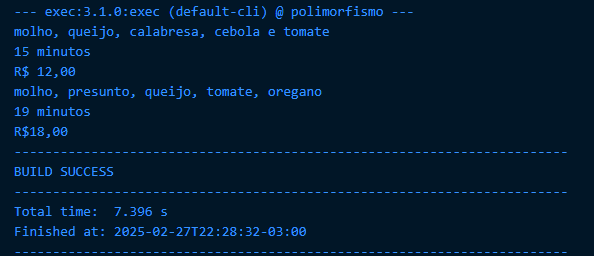 --- exec:3.1.0:exec (default-cli) @ polimorfismo ---
molho, queijo, calabresa, cebola e tomate
15 minutos
R$ 12,00
molho, presunto, queijo, tomate, oregano
19 minutos
R$18,00
------------------------------------------------------------------------
BUILD SUCCESS
------------------------------------------------------------------------
Total time:  7.396 s
Finished at: 2025-02-27T22:28:32-03:00
------------------------------------------------------------------------